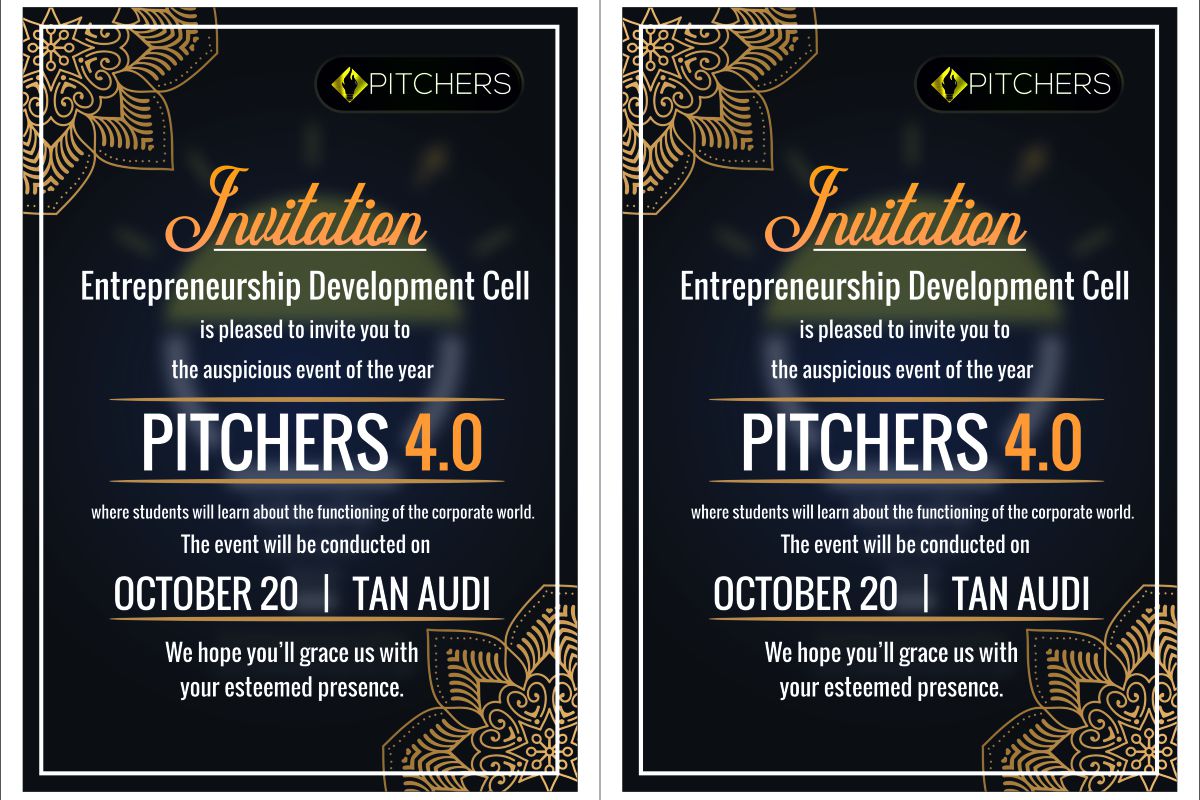 PITCHERS
Invitation
Entrepreneurship Development Cell
is pleased to invite you to
the auspicious event of the year
PITCHERS 4.0
where students will learn about the functioning of the corporate world.
The event will be conducted on
OCTOBER 20 | TAN AUDI
We hope you’ll grace us with
your esteemed presence.
PITCHERS
Invitation
Entrepreneurship Development Cell
is pleased to invite you to
the auspicious event of the year
PITCHERS 4.0
where students will learn about the functioning of the corporate world.
The event will be conducted on
OCTOBER 20 | TAN AUDI
We hope you’ll grace us with
your esteemed presence.